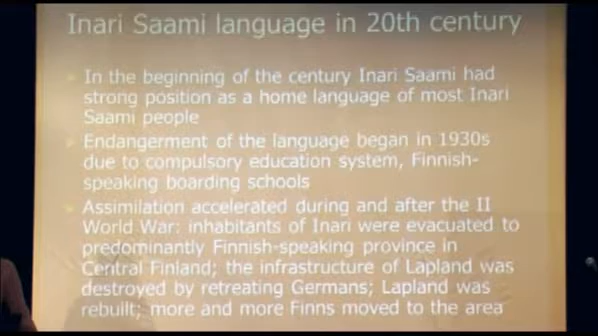 Inari Saami language in 20th century
In the beginning of the century Inari Saami had
strong position as a home language of most Inari
Saami people
Endangerment of the language began in 1930s
due to compulsory education system, Finnish-
speaking boarding schools
Assimilation accelerated during and after the II
World War: inhabitants of Inari were evacuated to
predominantly Finnish-speaking province in
Central Finland; the infrastructure of Lapland was
destroyed by retreating Germans; Lapland was
rebuilt; more and more Finns moved to the area